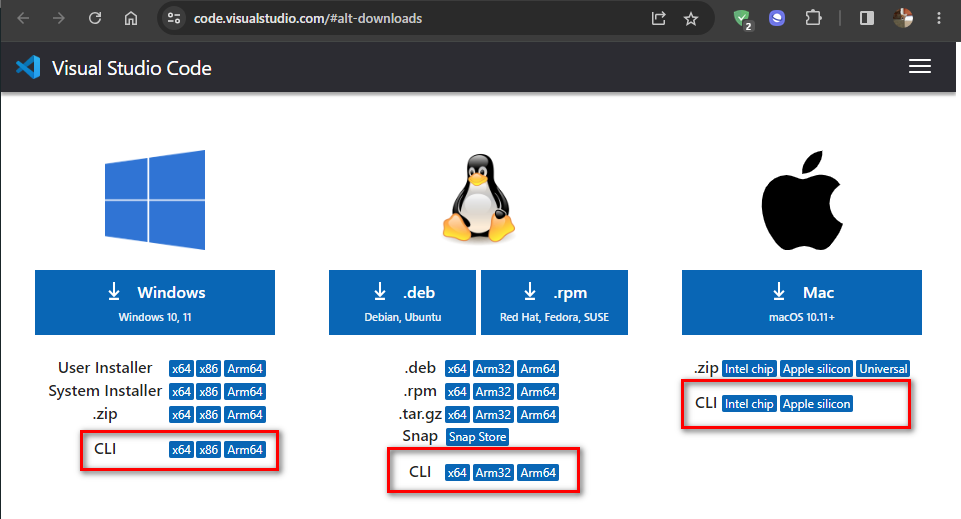 code.visualstudio.com/#alt-downloads
2
Visual Studio Code
Windows
Windows 10, 11
.deb
Debian, Ubuntu
.rpm
Red Hat, Fedora, SUSE
Mac
macOS 10.11+
User Installer x64 x86 Arm64
System Installer x64 x86 Arm64
.zip x64 x86 Arm64
CLI x64 x86 Arm64
.deb x64 Arm32 Arm64
.rpm x64 Arm32 Arm64
.tar.gz x64 Arm32 Arm64
Snap Snap Store
CLI x64 Arm32 Arm64
.zip Intel chip Apple silicon Universal
CLI Intel chip Apple silicon